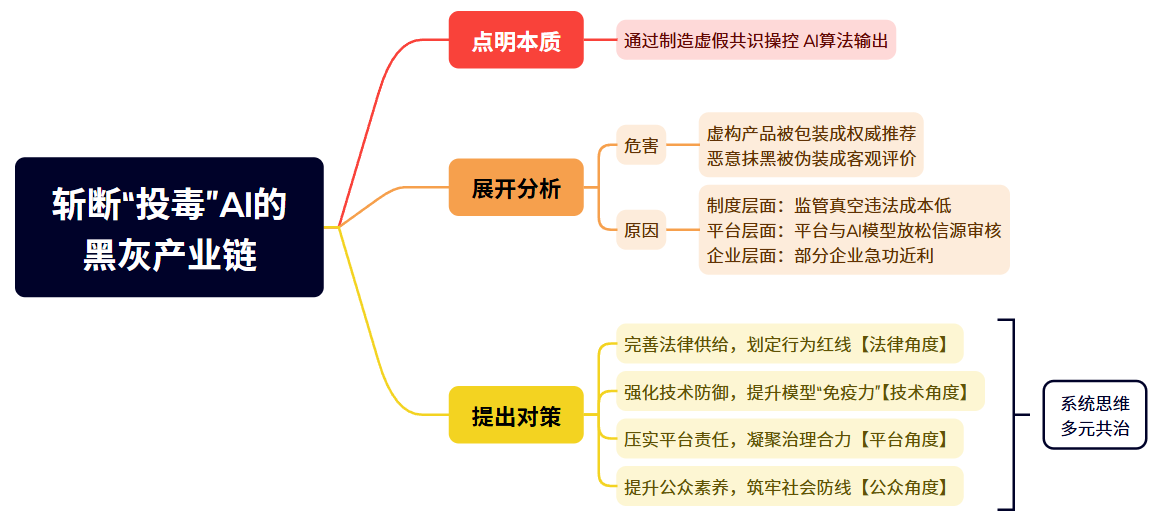 斩断“投毒”AI的
黑灰产业链
点明本质
通过制造虚假共识操控 AI算法输出
展开分析
危害
虚构产品被包装成权威推荐
恶意抹黑被伪装成客观评价
原因
制度层面：监管真空违法成本低
平台层面：平台与AI模型放松信源审核
企业层面：部分企业急功近利
提出对策
完善法律供给，划定行为红线【法律角度】
强化技术防御，提升模型“免疫力”【技术角度】
压实平台责任，凝聚治理合力【平台角度】
提升公众素养，筑牢社会防线【公众角度】
系统思维
多元共治